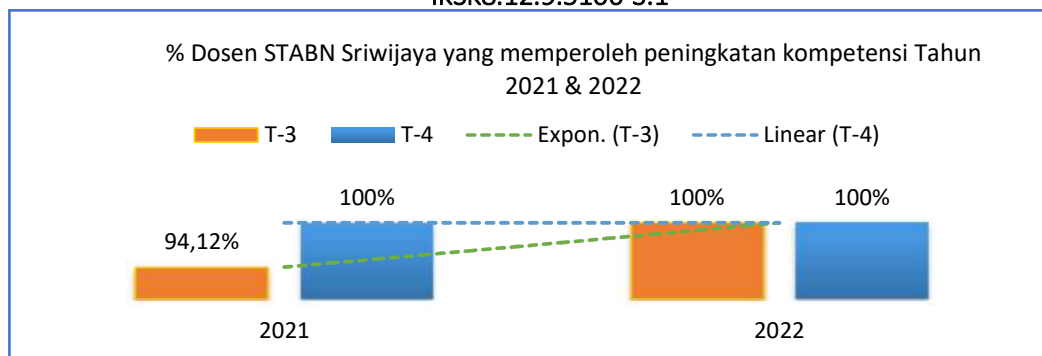 % Dosen STABN Sriwijaya yang memperoleh peningkatan kompetensi Tahun
2021 & 2022
T-3 T-4 Expon. (T-3) Linear (T-4)
94,12% 100% 100% 100%
2021 2022